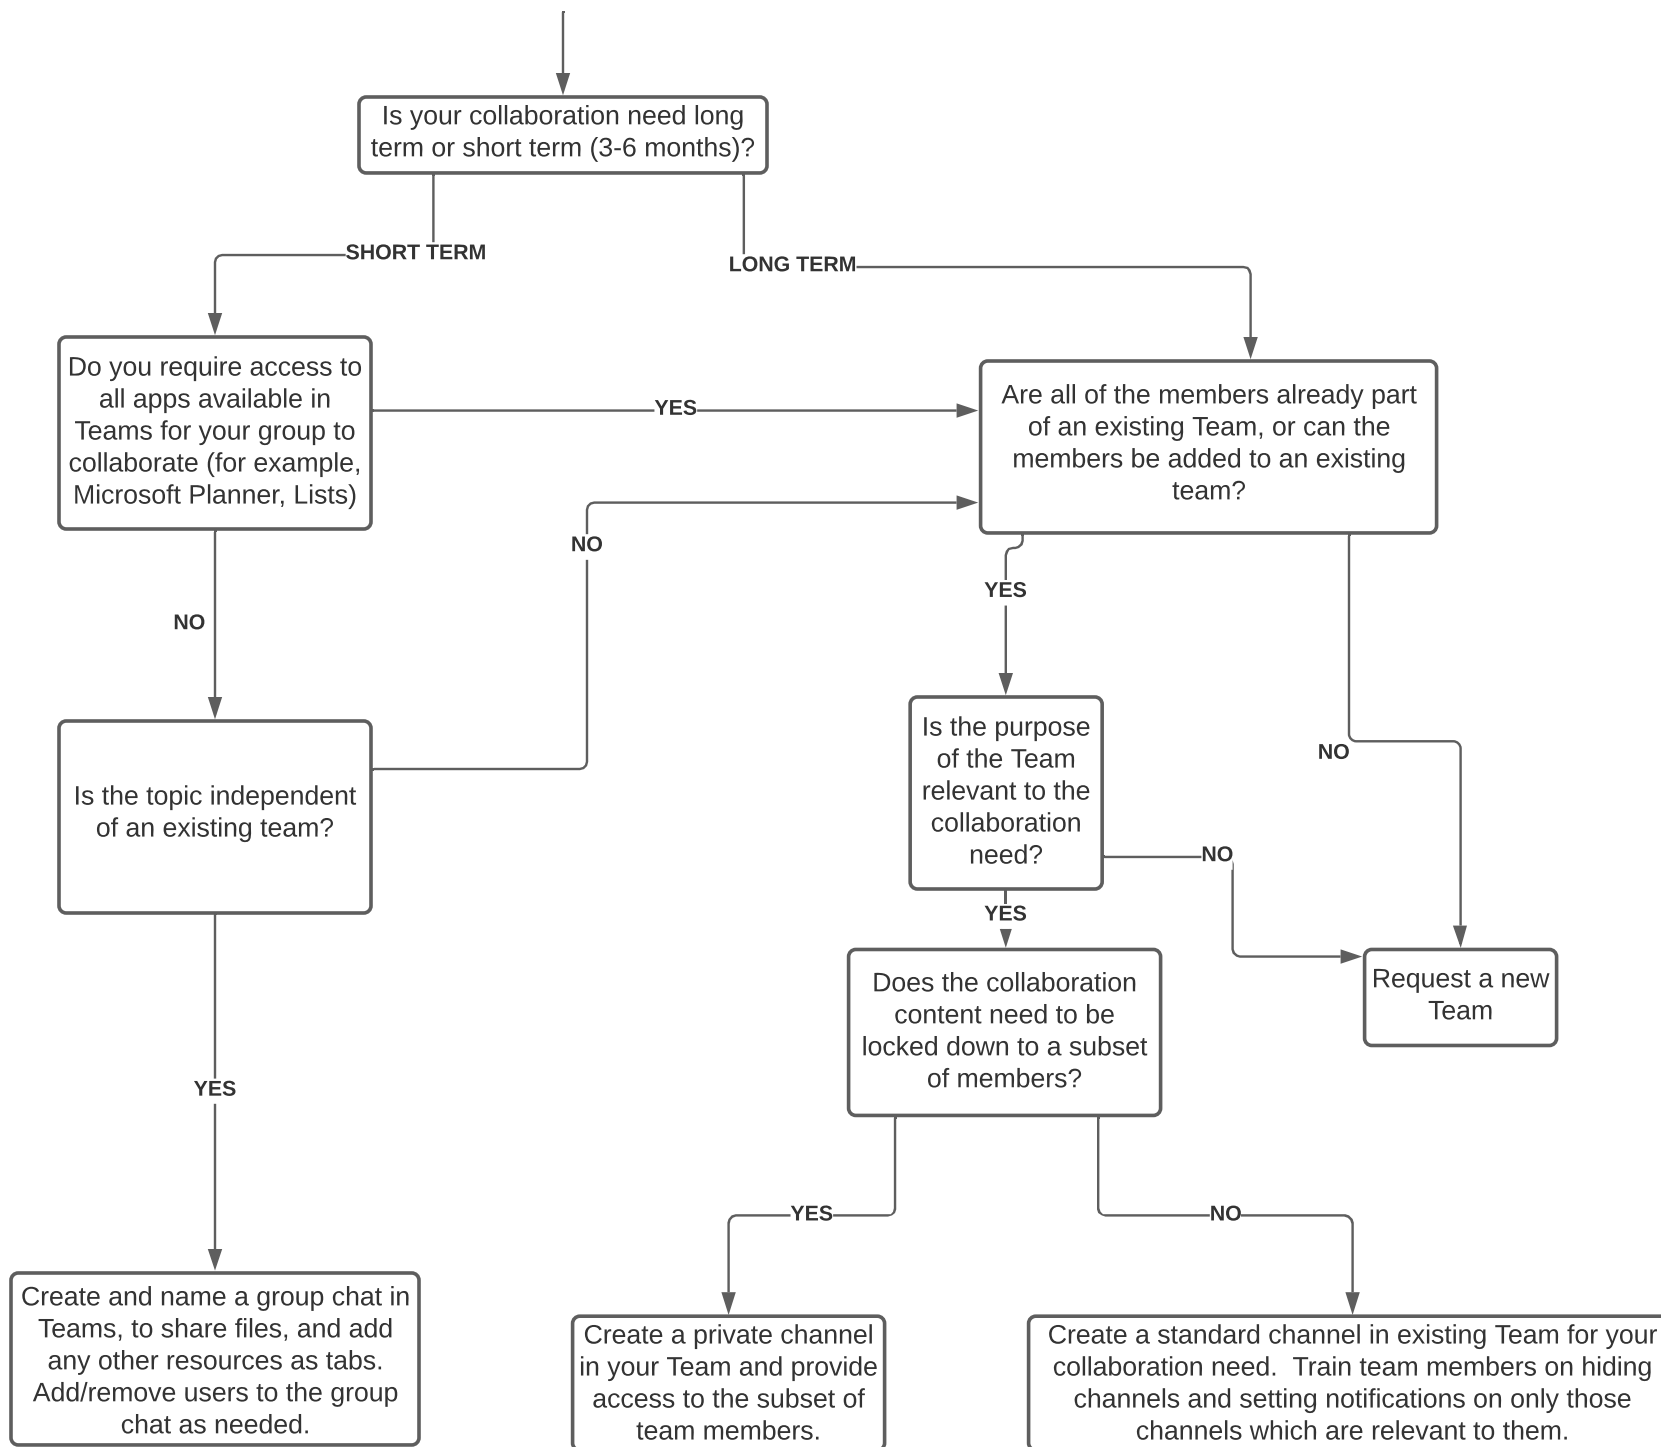 Is your collaboration need long
term or short term (3-6 months)?
SHORT TERM
LONG TERM
Do you require access to
all apps available in
Teams for your group to
collaborate (for example,
Microsoft Planner, Lists)
YES
Are all of the members already part
of an existing Team, or can the
members be added to an existing
team?
NO
YES
NO
Is the topic independent
of an existing team?
Is the purpose
of the Team
relevant to the
collaboration
need?
NO
NO
YES
Does the collaboration
content need to be
locked down to a subset
of members?
Request a new
Team
YES
YES
NO
Create and name a group chat in
Teams, to share files, and add
any other resources as tabs.
Add/remove users to the group
chat as needed.
Create a private channel
in your Team and provide
access to the subset of
team members.
Create a standard channel in existing Team for your
collaboration need.  Train team members on hiding
channels and setting notifications on only those
channels which are relevant to them.